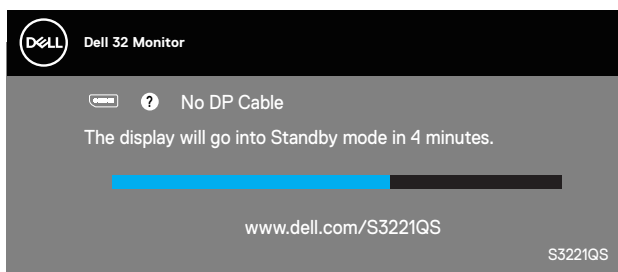 DELL
Dell 32 Monitor
? No DP Cable
The display will go into Standby mode in 4 minutes.
www.dell.com/S3221QS
S3221QS